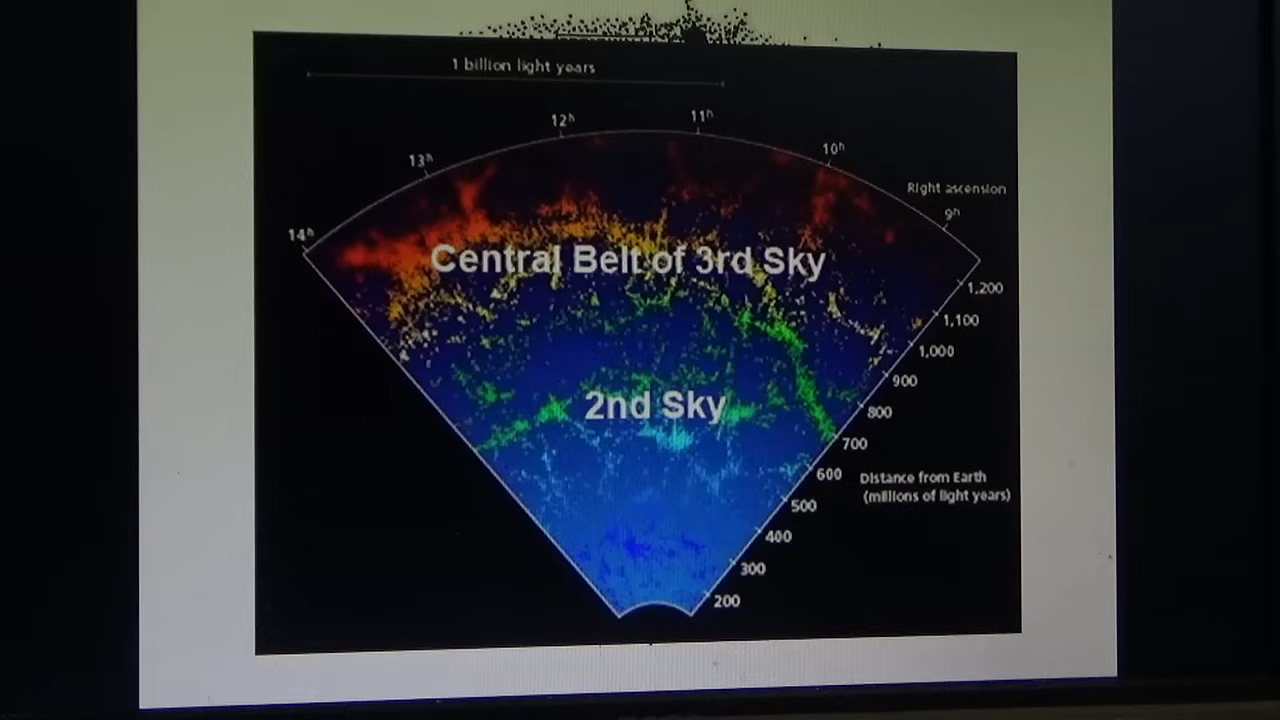 1 billion light years
12ʰ
11ʰ
13ʰ
10ʰ
Right ascension
9ʰ
14ʰ
Central Belt of 3rd Sky
1,200
1,100
1,000
900
2nd Sky
800
700
600
Distance from Earth
(millions of light years)
500
400
300
200